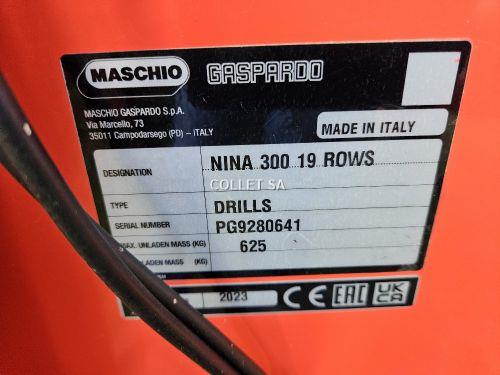 MASCHIO GASPARDO
MASCHIO GASPARDO S.p.A.
Via Marcello, 73
35011 Campodarsego (PD) – ITALY
MADE IN ITALY
DESIGNATION NINA 300 19 ROWS
COLLET SA
TYPE DRILLS
SERIAL NUMBER PG9280641
MAX. UNLADEN MASS (KG) 625
LADEN MASS (KG)
2023 CE EAC UK CA